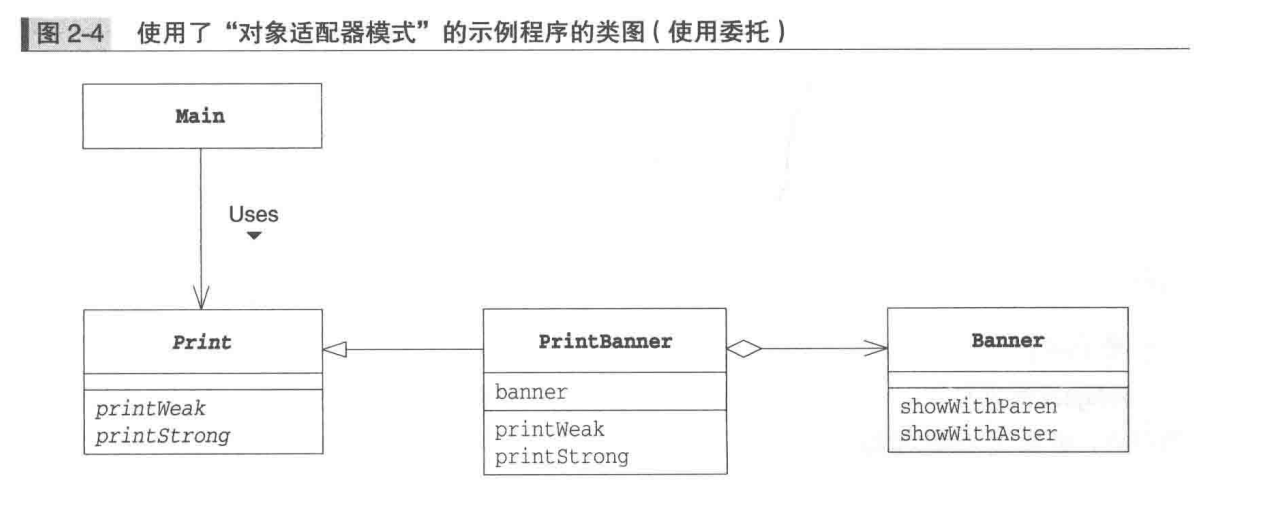 图 2-4 使用了“对象适配器模式”的示例程序的类图（使用委托）
Main
Uses
Print
printWeak
printStrong
PrintBanner
banner
printWeak
printStrong
Banner
showWithParen
showWithAster